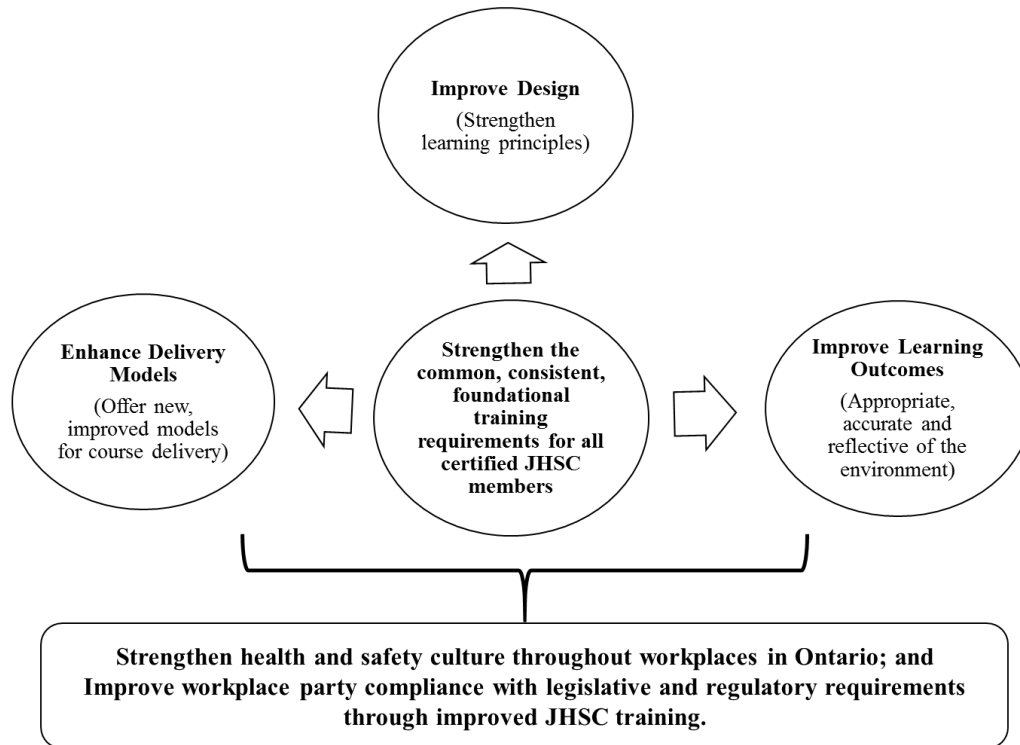 Improve Design
(Strengthen
learning principles)
Enhance Delivery
Models
(Offer new,
improved models
for course delivery)
Strengthen the
common, consistent,
foundational
training
requirements for all
certified JHSC
members
Improve Learning
Outcomes
(Appropriate,
accurate and
reflective of the
environment)
Strengthen health and safety culture throughout workplaces in Ontario; and
Improve workplace party compliance with legislative and regulatory requirements
through improved JHSC training.